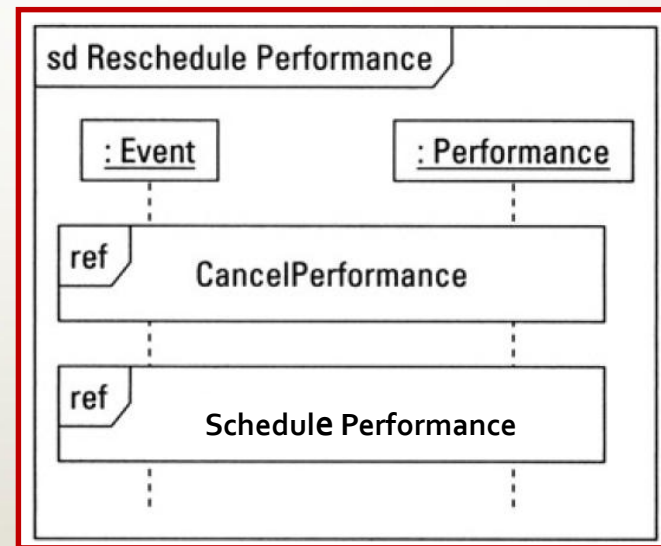 sd Reschedule Performance
: Event
: Performance
ref
CancelPerformance
ref
Schedule Performance